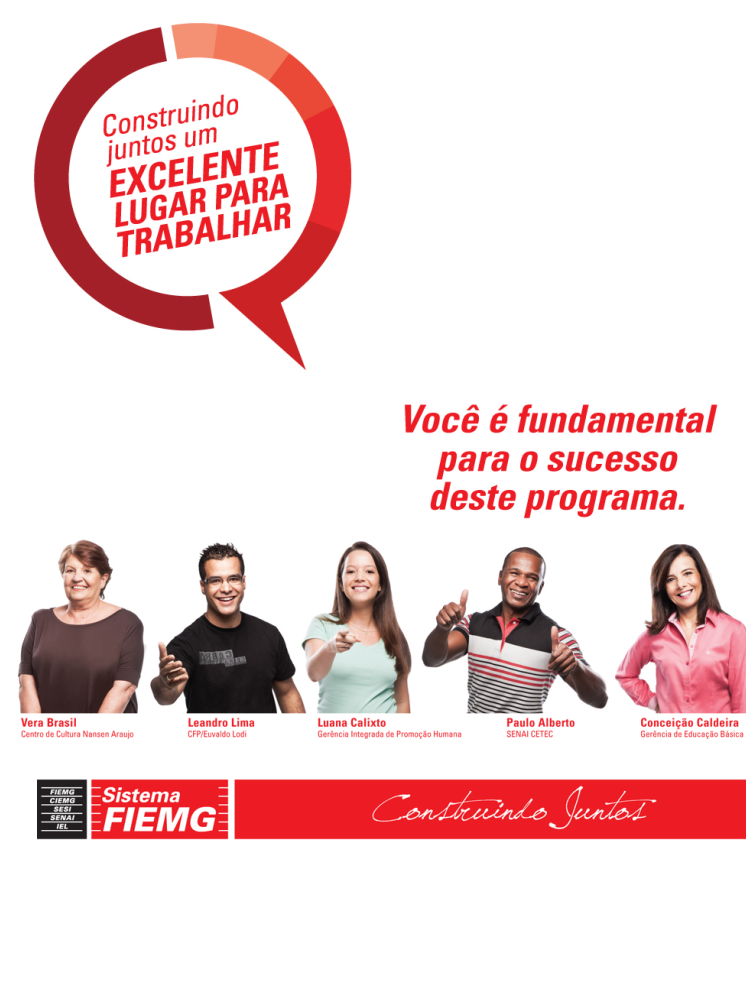 Construindo
juntos um
EXCELENTE
LUGAR PARA
TRABALHAR
Você é fundamental
para o sucesso
deste programa.
Vera Brasil
Centro de Cultura Nansen Araujo
Leandro Lima
CFP/Euvaldo Lodi
Luana Calixto
Gerência Integrada de Promoção Humana
Paulo Alberto
SENAI CETEC
Conceição Caldeira
Gerência de Educação Básica
FIEMG
CIEMG
SESI
SENAI
IEL
Sistema
FIEMG
Construindo Juntos